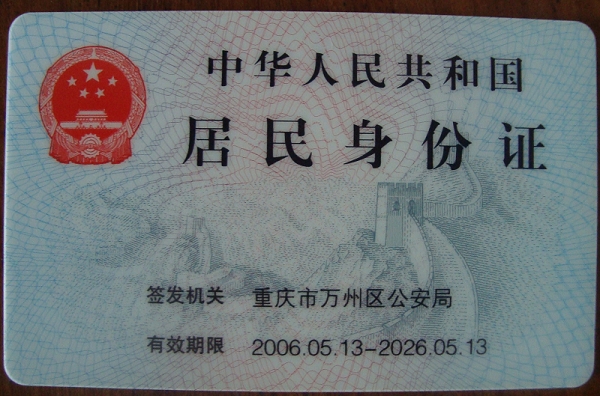 中华人民共和国
居民身份证
签发机关 重庆市万州区公安局
有效期限 2006.05.13-2026.05.13